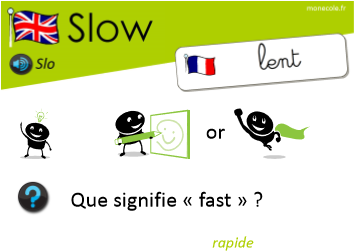 monecole.fr
Slow
Slo
lent
or
Que signifie « fast » ?
rapide